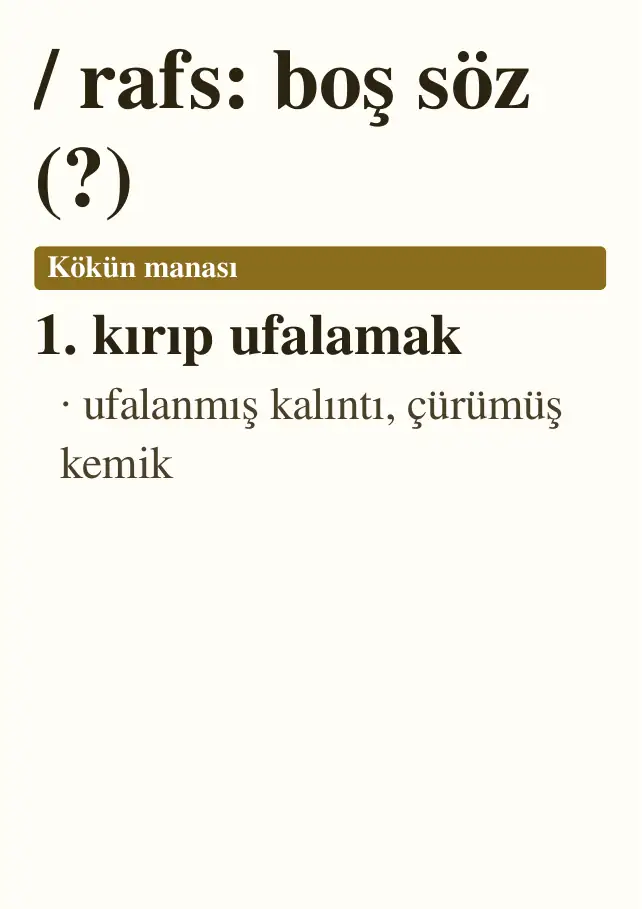 / rafs: boş söz
(?)
Kökün manası
1. kırıp ufalamak
· ufalanmış kalıntı, çürümüş
kemik